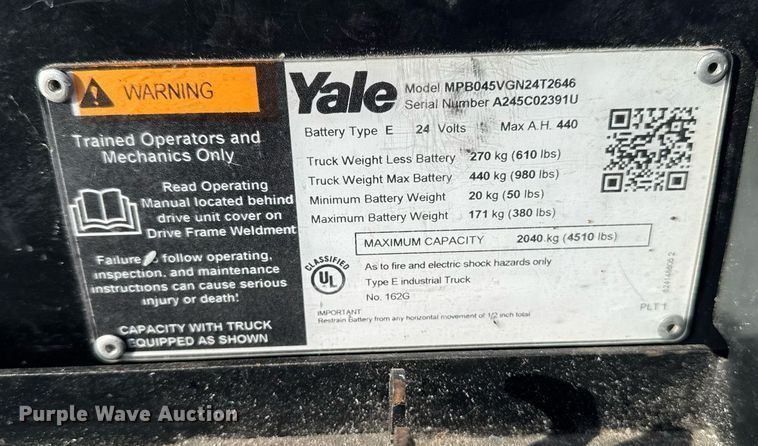 WARNING
Trained Operators and
Mechanics Only
Read Operating
Manual located behind
drive unit cover on
Drive Frame Weldment
Failure, follow operating,
inspection, and maintenance
instructions can cause serious
injury or death!
CAPACITY WITH TRUCK
EQUIPPED AS SHOWN
Yale
Model MPB045VGN24T2646
Serial Number A245C02391U
Battery Type E 24 Volts Max A.H. 440
Truck Weight Less Battery 270 kg (610 lbs)
Truck Weight Max Battery 440 kg (980 lbs)
Minimum Battery Weight 20 kg (50 lbs)
Maximum Battery Weight 171 kg (380 lbs)
MAXIMUM CAPACITY 2040 kg (4510 lbs)
CLASSIFIED
UL
As to fire and electric shock hazards only
Type E industrial Truck
No. 162G
IMPORTANT
Restrain Battery from any horizontal movement of 1/2 inch total
PLT 1
Purple Wave Auction